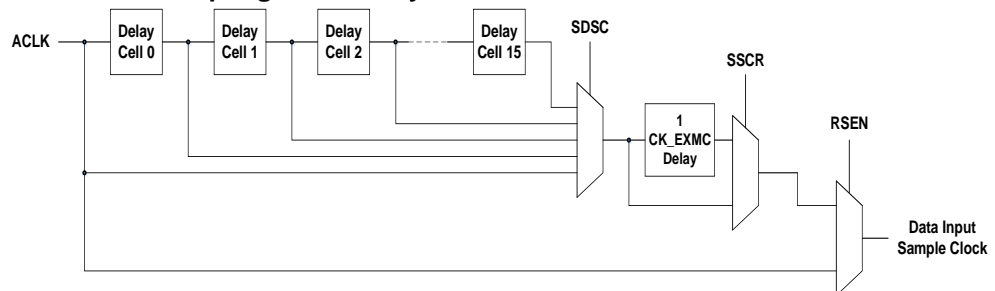 ACLK
Delay
Cell 0
Delay
Cell 1
Delay
Cell 2
Delay
Cell 15
SDSC
1
CK_EXMC
Delay
SSCR
RSEN
Data Input
Sample Clock